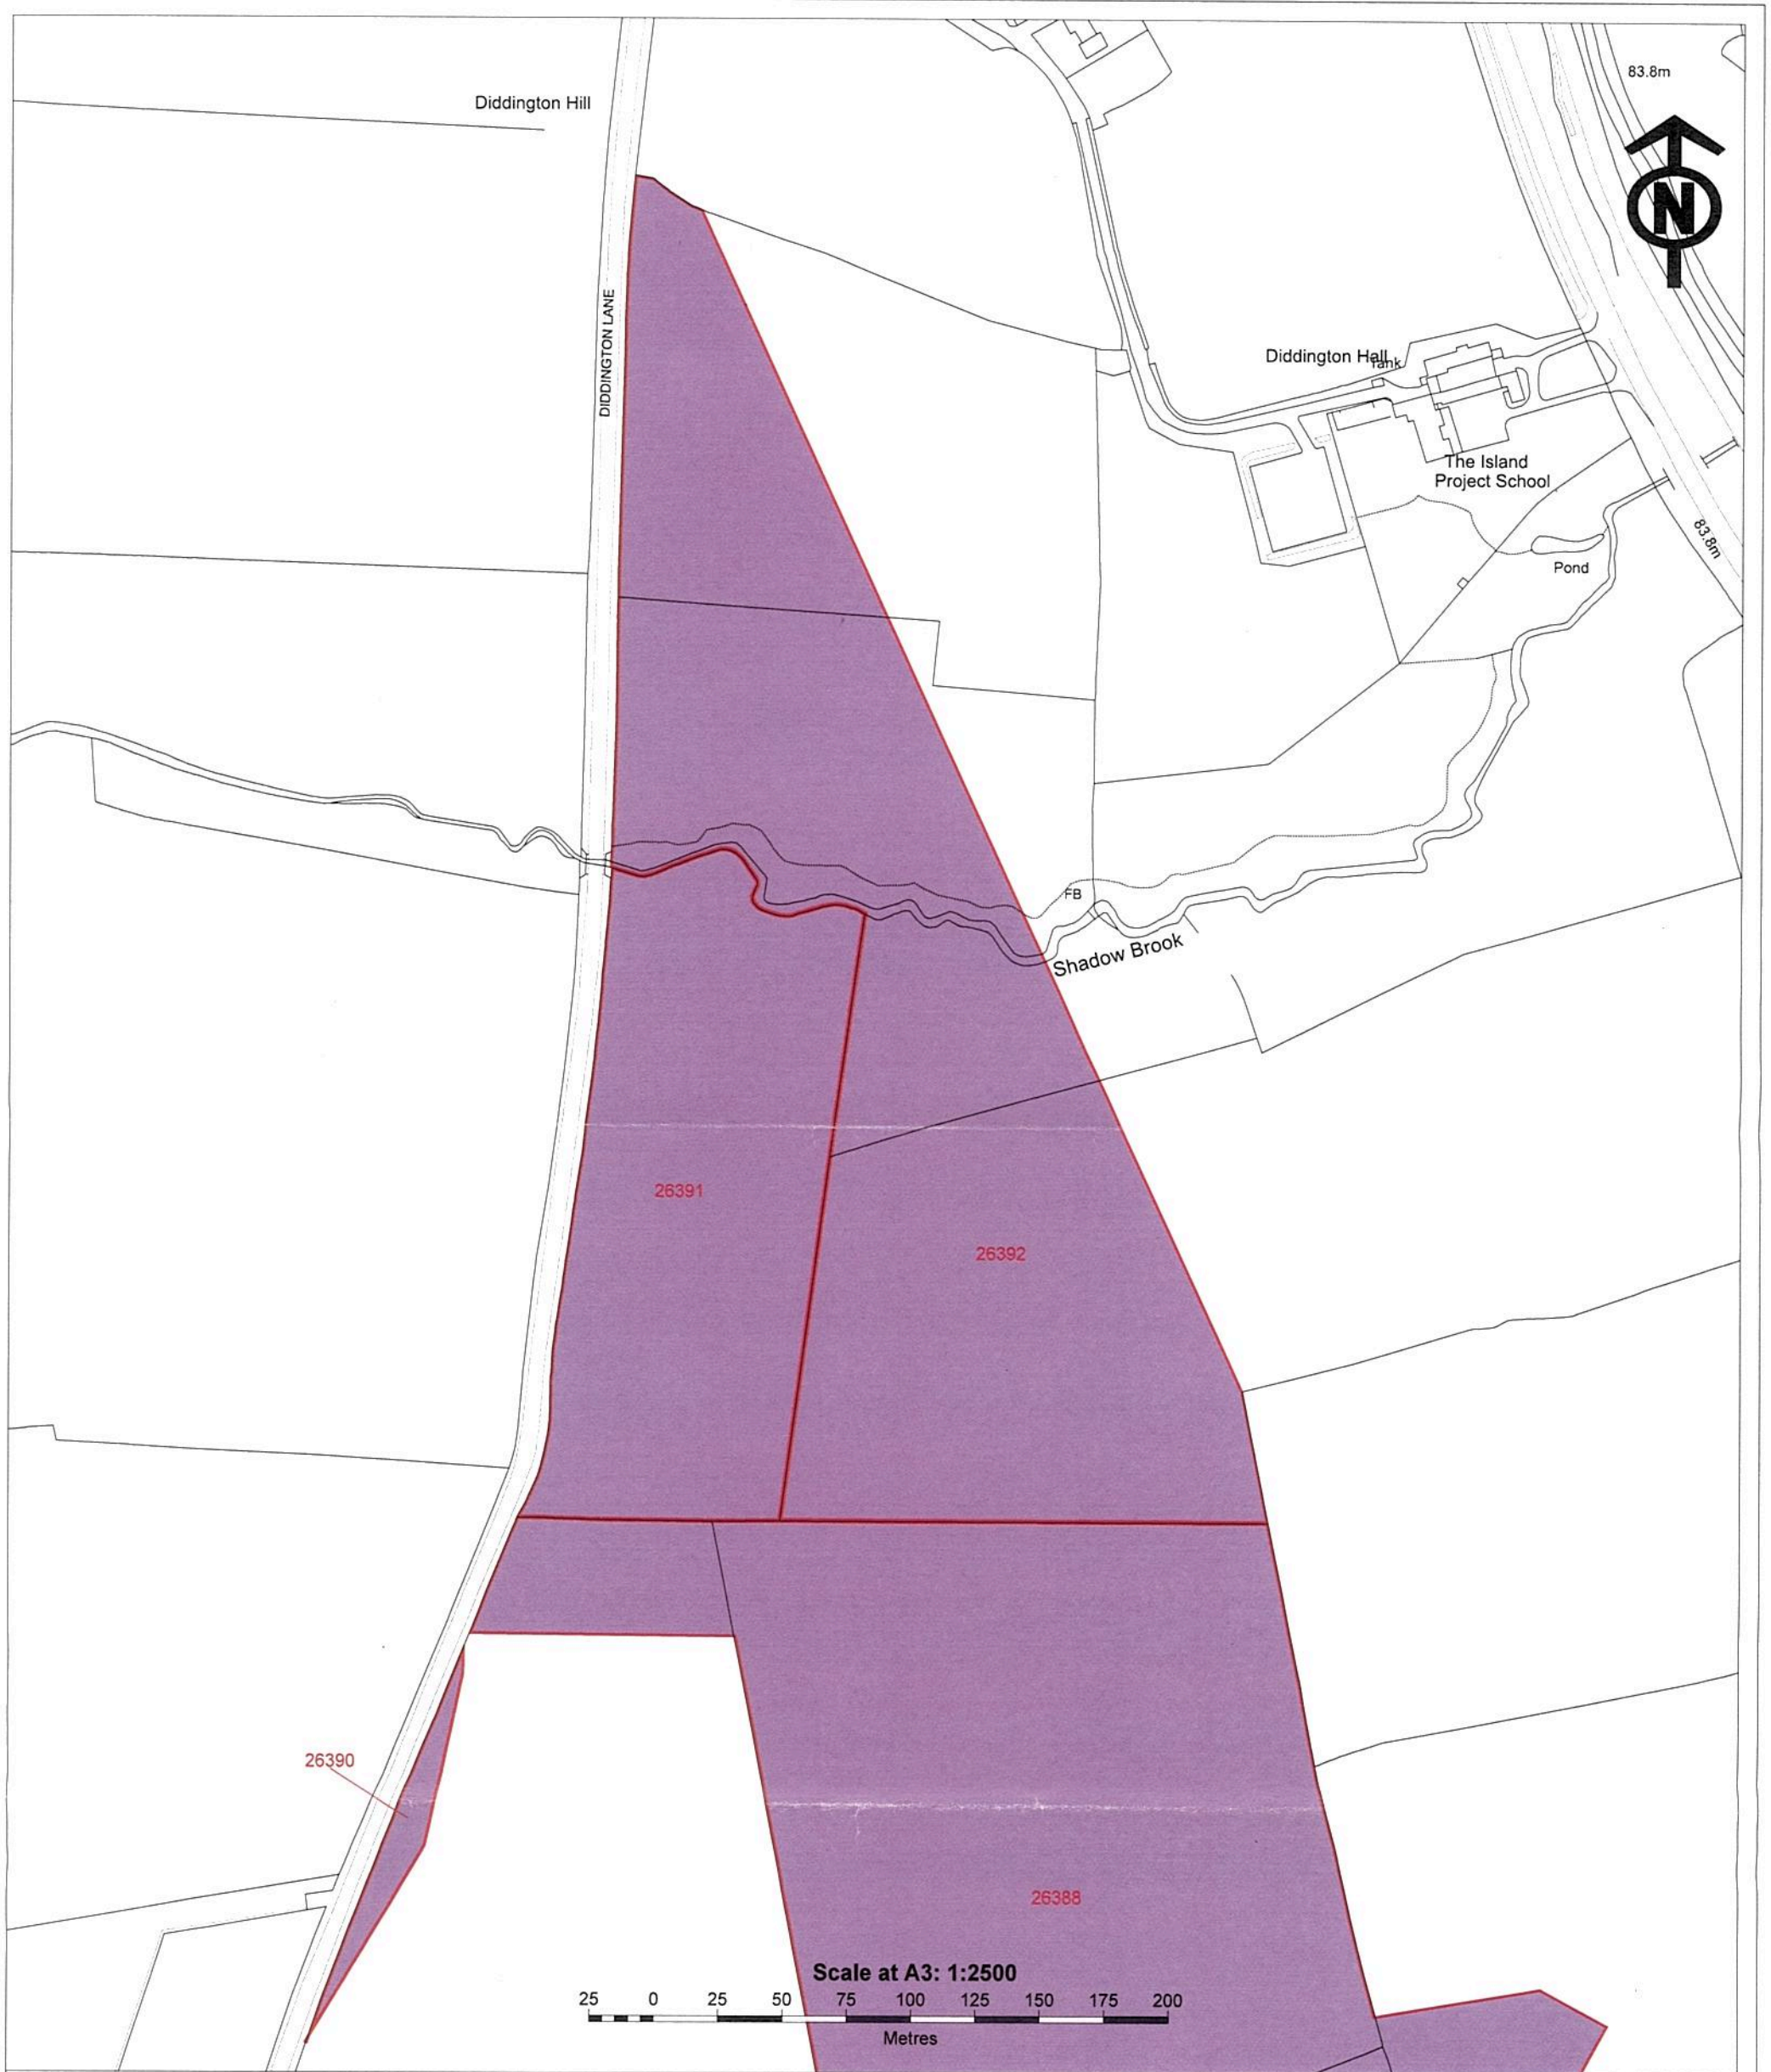 83.8m
Diddington Hill
N
DIDDINGTON LANE
Diddington Hall
Tank
The Island
Project School
83.8m
Pond
FB
Shadow Brook
26391
26392
26390
26388
Scale at A3: 1:2500
25 0 25 50 75 100 125 150 175 200
Metres